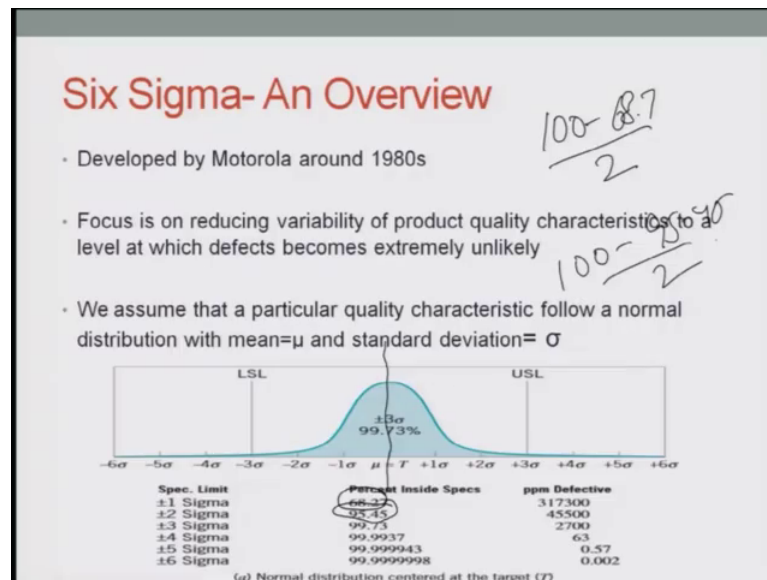 Six Sigma- An Overview
100-68.7
2
• Developed by Motorola around 1980s
• Focus is on reducing variability of product quality characteristics to a
level at which defects becomes extremely unlikely
100-95.45
2
• We assume that a particular quality characteristic follow a normal
distribution with mean=μ and standard deviation= σ
LSL USL
±3σ
99.73%
-6σ -5σ -4σ -3σ -2σ -1σ μ = T +1σ +2σ +3σ +4σ +5σ +6σ
Spec. Limit Percent Inside Specs ppm Defective
±1 Sigma 68.27 317300
±2 Sigma 95.45 45500
±3 Sigma 99.73 2700
±4 Sigma 99.9937 63
±5 Sigma 99.999943 0.57
±6 Sigma 99.9999998 0.002
(a) Normal distribution centered at the target (T)